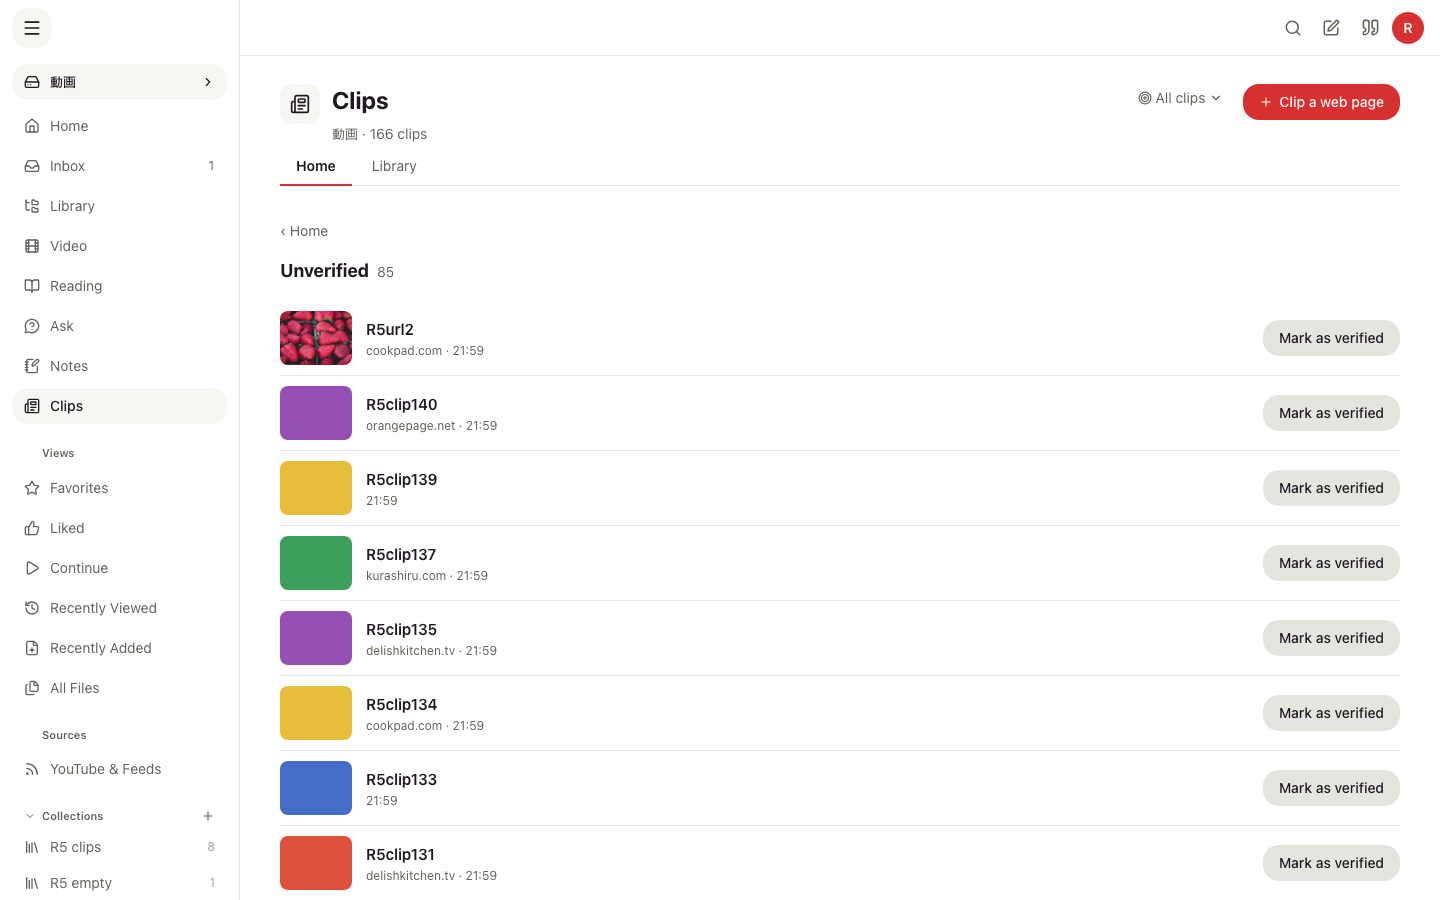 動画
Home
Inbox 1
Library
Video
Reading
Ask
Notes
Clips
Views
Favorites
Liked
Continue
Recently Viewed
Recently Added
All Files
Sources
YouTube & Feeds
Collections
R5 clips 8
R5 empty 1
R
Clips
動画 · 166 clips
All clips
+ Clip a web page
Home Library
‹ Home
Unverified 85
R5url2
cookpad.com · 21:59
Mark as verified
R5clip140
orangepage.net · 21:59
Mark as verified
R5clip139
21:59
Mark as verified
R5clip137
kurashiru.com · 21:59
Mark as verified
R5clip135
delishkitchen.tv · 21:59
Mark as verified
R5clip134
cookpad.com · 21:59
Mark as verified
R5clip133
21:59
Mark as verified
R5clip131
delishkitchen.tv · 21:59
Mark as verified